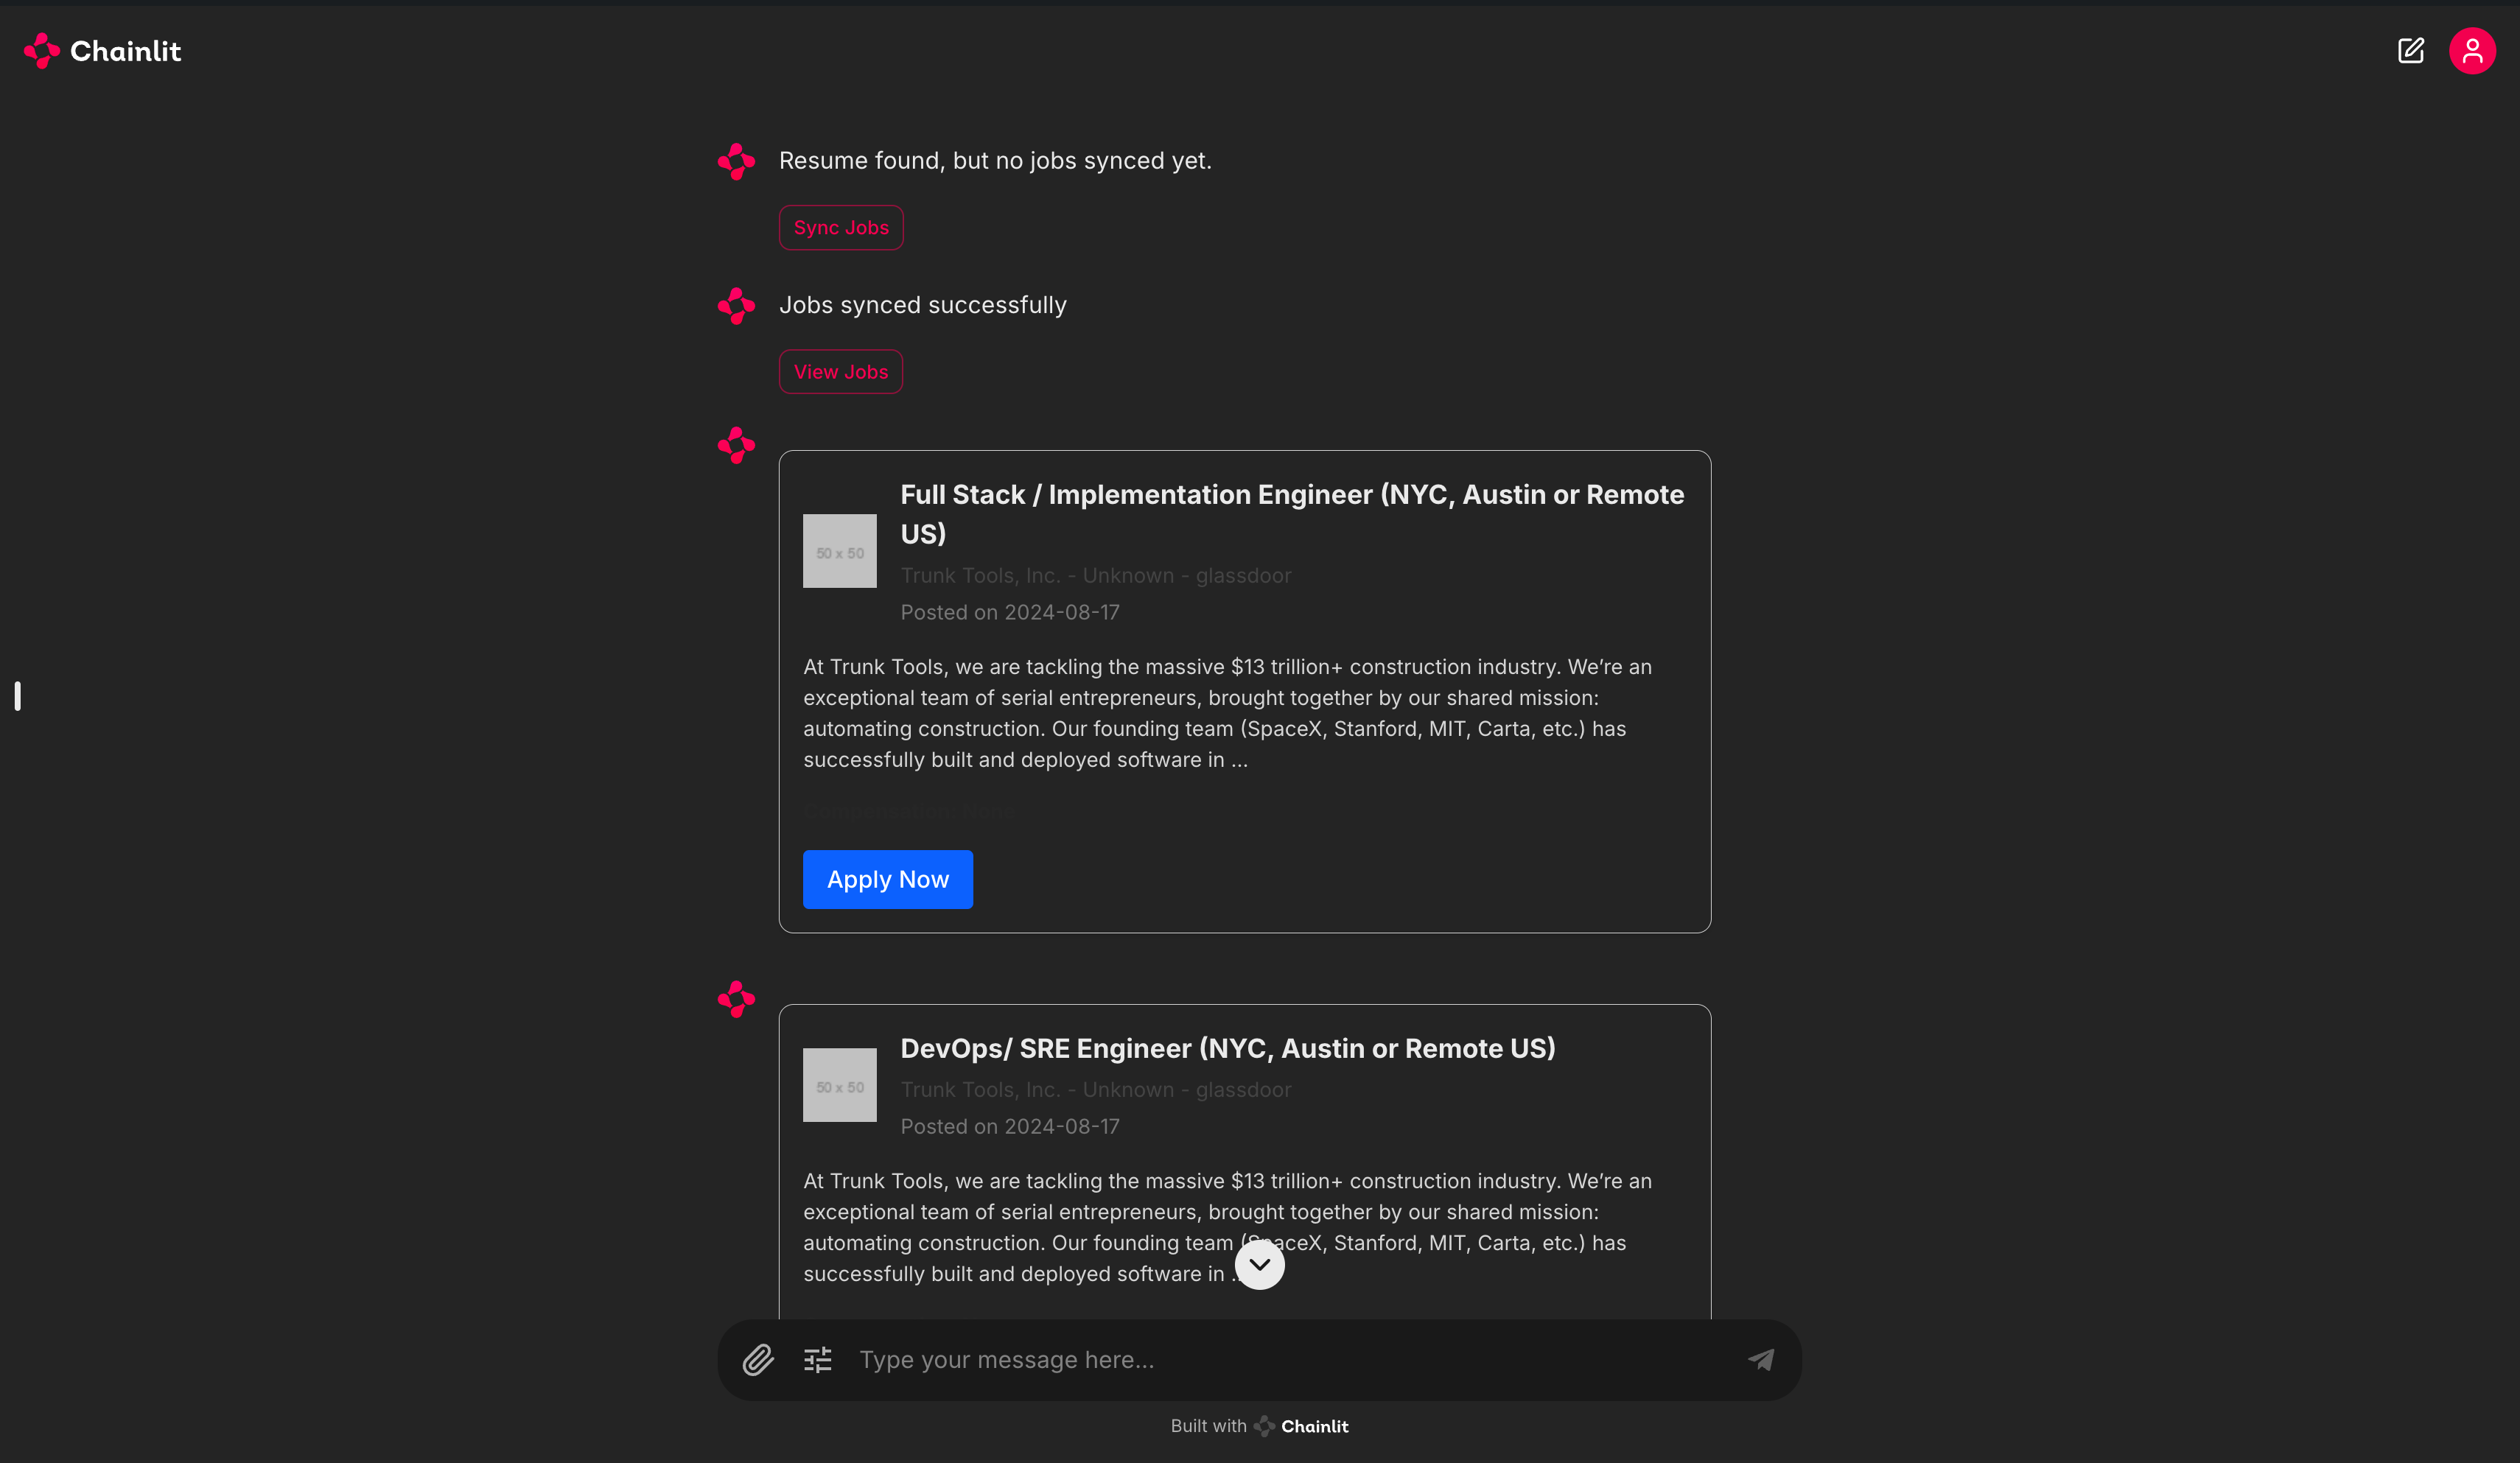 Chainlit
Resume found, but no jobs synced yet.
Sync Jobs
Jobs synced successfully
View Jobs
Full Stack / Implementation Engineer (NYC, Austin or Remote
US)
50 x 50
Trunk Tools, Inc. - Unknown - glassdoor
Posted on 2024-08-17
At Trunk Tools, we are tackling the massive $13 trillion+ construction industry. We’re an
exceptional team of serial entrepreneurs, brought together by our shared mission:
automating construction. Our founding team (SpaceX, Stanford, MIT, Carta, etc.) has
successfully built and deployed software in ...
Compensation: None
Apply Now
DevOps/ SRE Engineer (NYC, Austin or Remote US)
50 x 50
Trunk Tools, Inc. - Unknown - glassdoor
Posted on 2024-08-17
At Trunk Tools, we are tackling the massive $13 trillion+ construction industry. We’re an
exceptional team of serial entrepreneurs, brought together by our shared mission:
automating construction. Our founding team (SpaceX, Stanford, MIT, Carta, etc.) has
successfully built and deployed software in ...
Type your message here...
Built with Chainlit